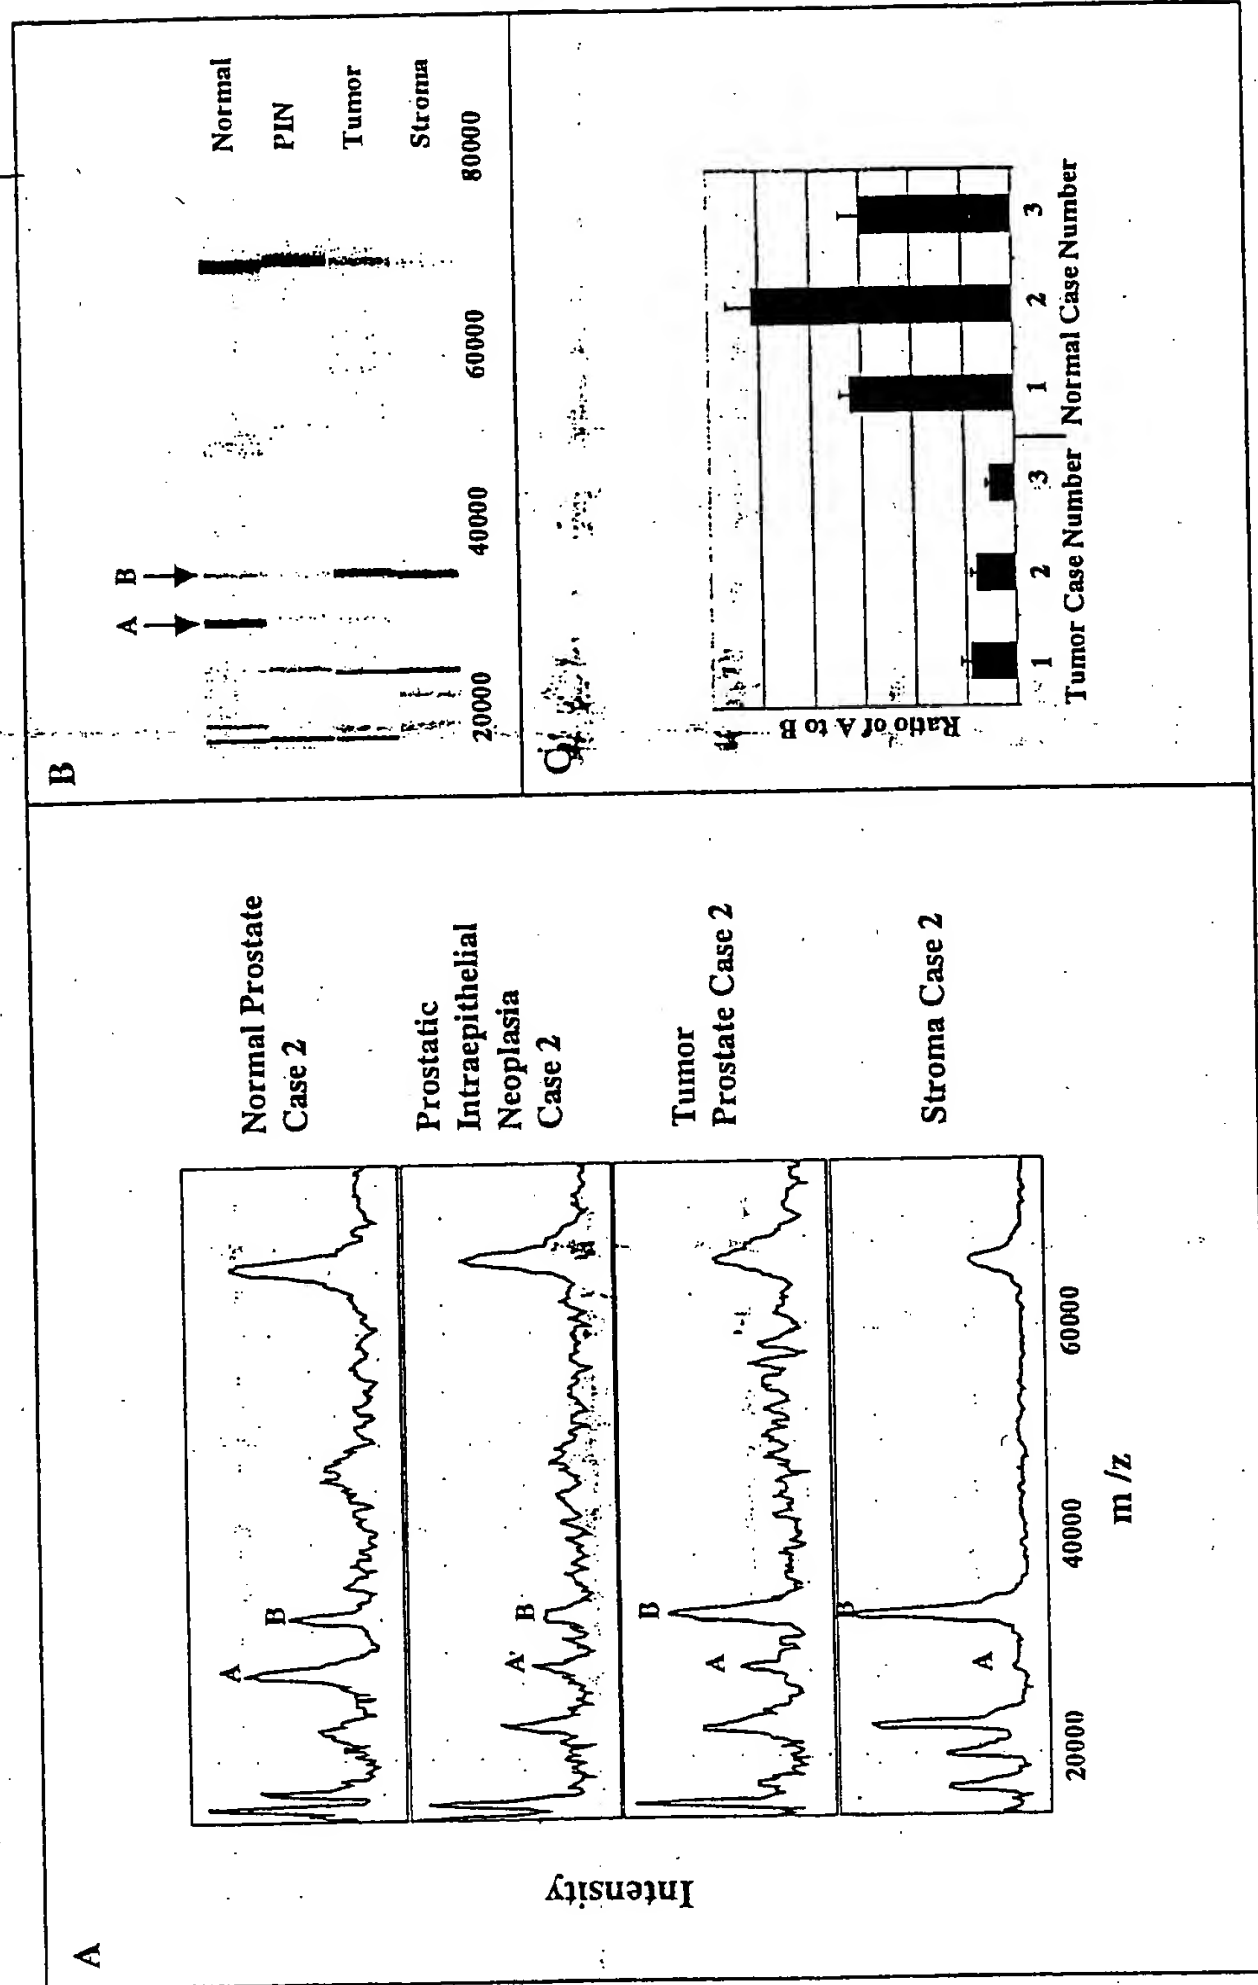 A
Intensity
A
B
Normal Prostate
Case 2
A'
B
Prostatic
Intraepithelial
Neoplasia
Case 2
A
B
Tumor
Prostate Case 2
A
B
Stroma Case 2
20000
40000
60000
m /z
B
A
B
Normal
PIN
Tumor
Stroma
20000
40000
60000
80000
C
Ratio of A to B
1
2
3
1
2
3
Tumor Case Number
Normal Case Number